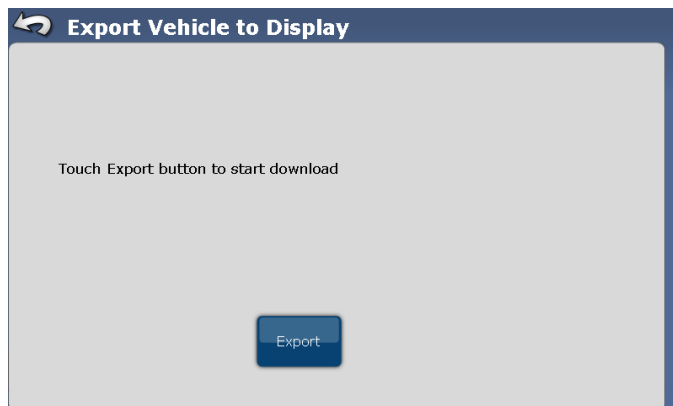 Export Vehicle to Display
Touch Export button to start download
Export